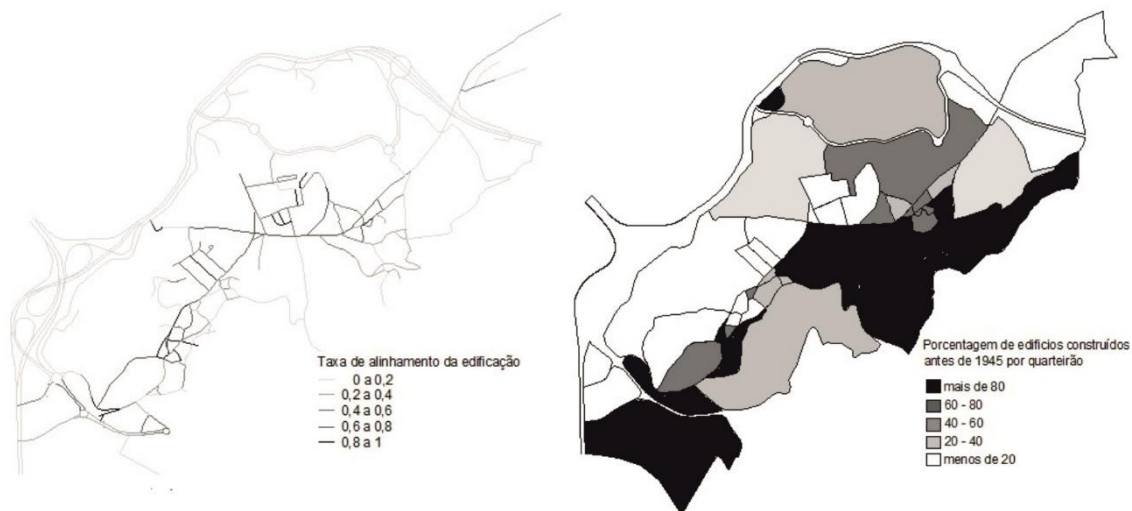 Taxa de alinhamento da edificação
0 a 0,2
0,2 a 0,4
0,4 a 0,6
0,6 a 0,8
0,8 a 1
Porcentagem de edificios construídos
antes de 1945 por quarteirão
mais de 80
60 - 80
40 - 60
20 - 40
menos de 20